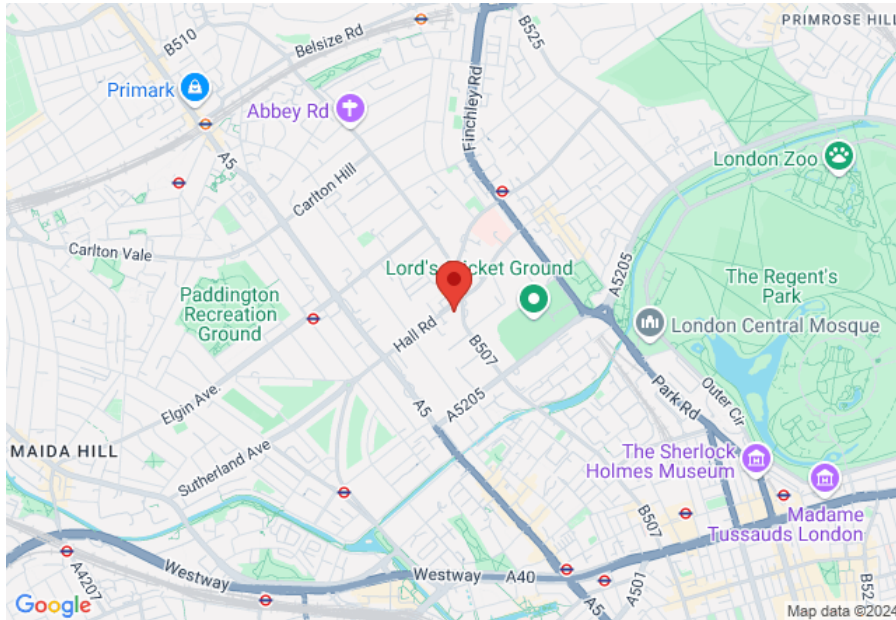 PRIMROSE HILL
B510
Belsize Rd
B525
Primark
Abbey Rd
Finchley Rd
London Zoo
A5
Carlton Hill
Carlton Vale
A5205
Lord's Cricket Ground
The Regent's
Park
Paddington
Recreation
Ground
London Central Mosque
Hall Rd
B507
Elgin Ave.
A5205
Park Rd
Outer Cir
A5
MAIDA HILL
Sutherland Ave
The Sherlock
Holmes Museum
Madame
Tussauds London
B507
Westway
Westway
A40
A501
A4207
A5
B52
Google
Map data ©2024